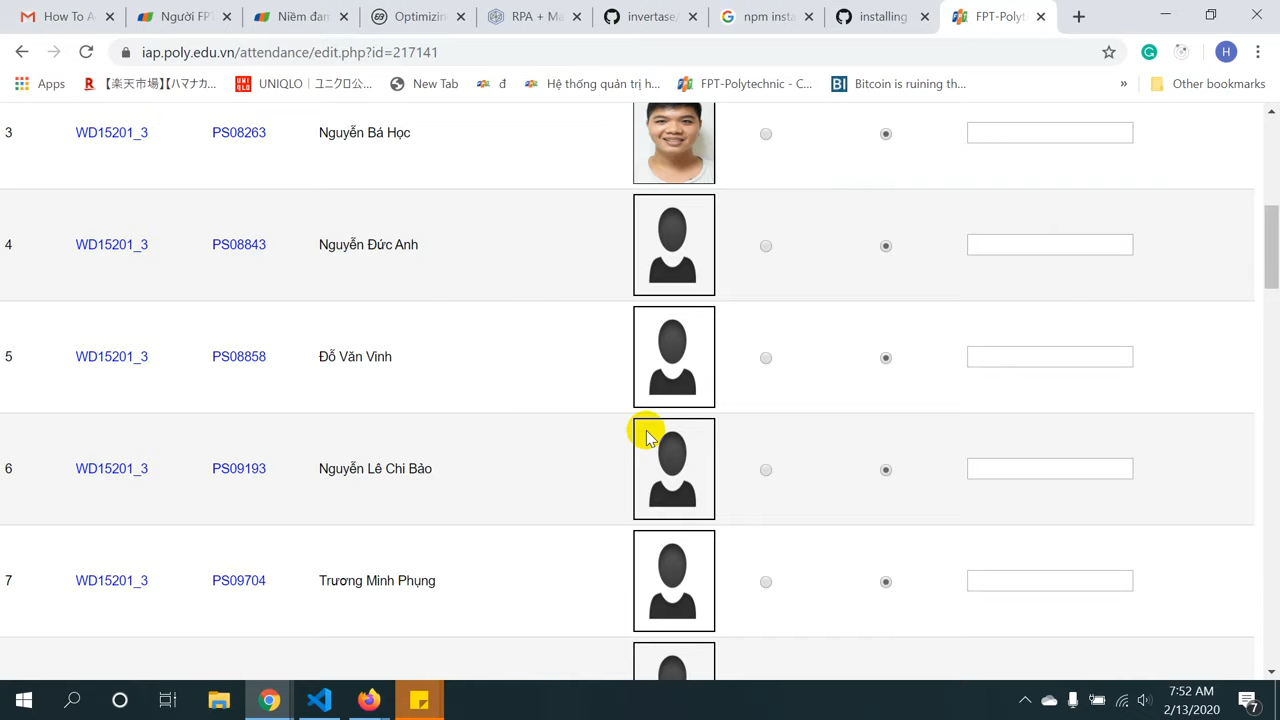 How To A
Người FPT
Niềm đam
Optimizin
RPA + Ma
invertase/
npm insta
installing
FPT-Polyt
iap.poly.edu.vn/attendance/edit.php?id=217141
H
Apps
【楽天市場】【ハマナカ...
UNIQLO｜ユニクロ公...
New Tab
đ
Hệ thống quản trị h...
FPT-Polytechnic - C...
BI
Bitcoin is ruining th...
»
Other bookmarks
3 WD15201_3 PS08263 Nguyễn Bá Học
4 WD15201_3 PS08843 Nguyễn Đức Anh
5 WD15201_3 PS08858 Đỗ Văn Vinh
6 WD15201_3 PS09193 Nguyễn Lê Chi Bảo
7 WD15201_3 PS09704 Trương Minh Phụng
7:52 AM
2/13/2020
7